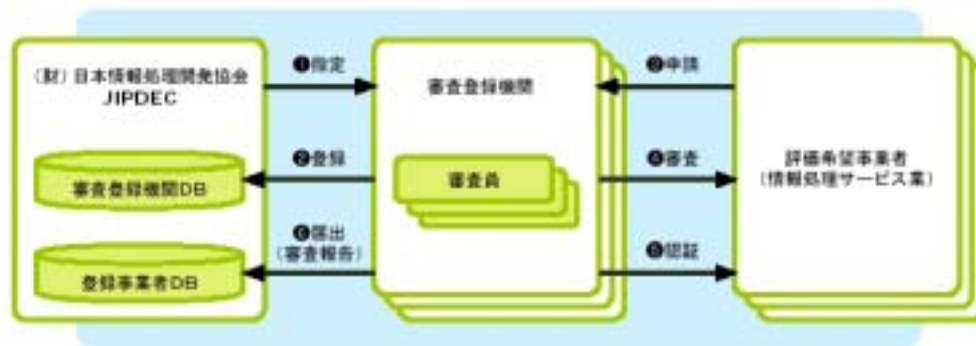 (財)日本情報処理開発協会
JIPDEC
審査登録機関DB
登録事業者DB
❶指定
❷登録
❻届出
(審査報告)
審査登録機関
審査員
❸申請
❹審査
❺認証
評価希望事業者
(情報処理サービス業)